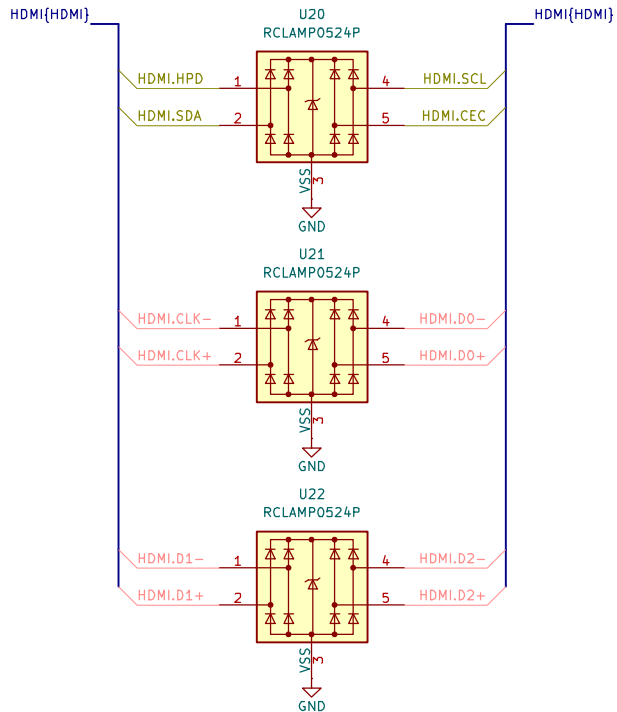 HDMI{HDMI}
HDMI{HDMI}
U20
RCLAMP0524P
HDMI.HPD
1
4
HDMI.SCL
HDMI.SDA
2
5
HDMI.CEC
VSS
3
GND
U21
RCLAMP0524P
HDMI.CLK-
1
4
HDMI.D0-
HDMI.CLK+
2
5
HDMI.D0+
VSS
3
GND
U22
RCLAMP0524P
HDMI.D1-
1
4
HDMI.D2-
HDMI.D1+
2
5
HDMI.D2+
VSS
3
GND